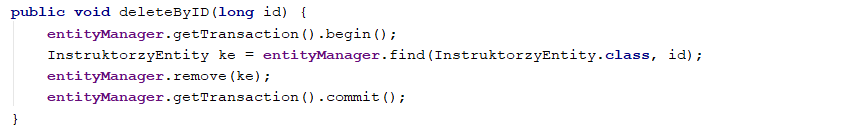 public void deleteByID(long id) {
    entityManager.getTransaction().begin();
    InstruktorzyEntity ke = entityManager.find(InstruktorzyEntity.class, id);
    entityManager.remove(ke);
    entityManager.getTransaction().commit();
}